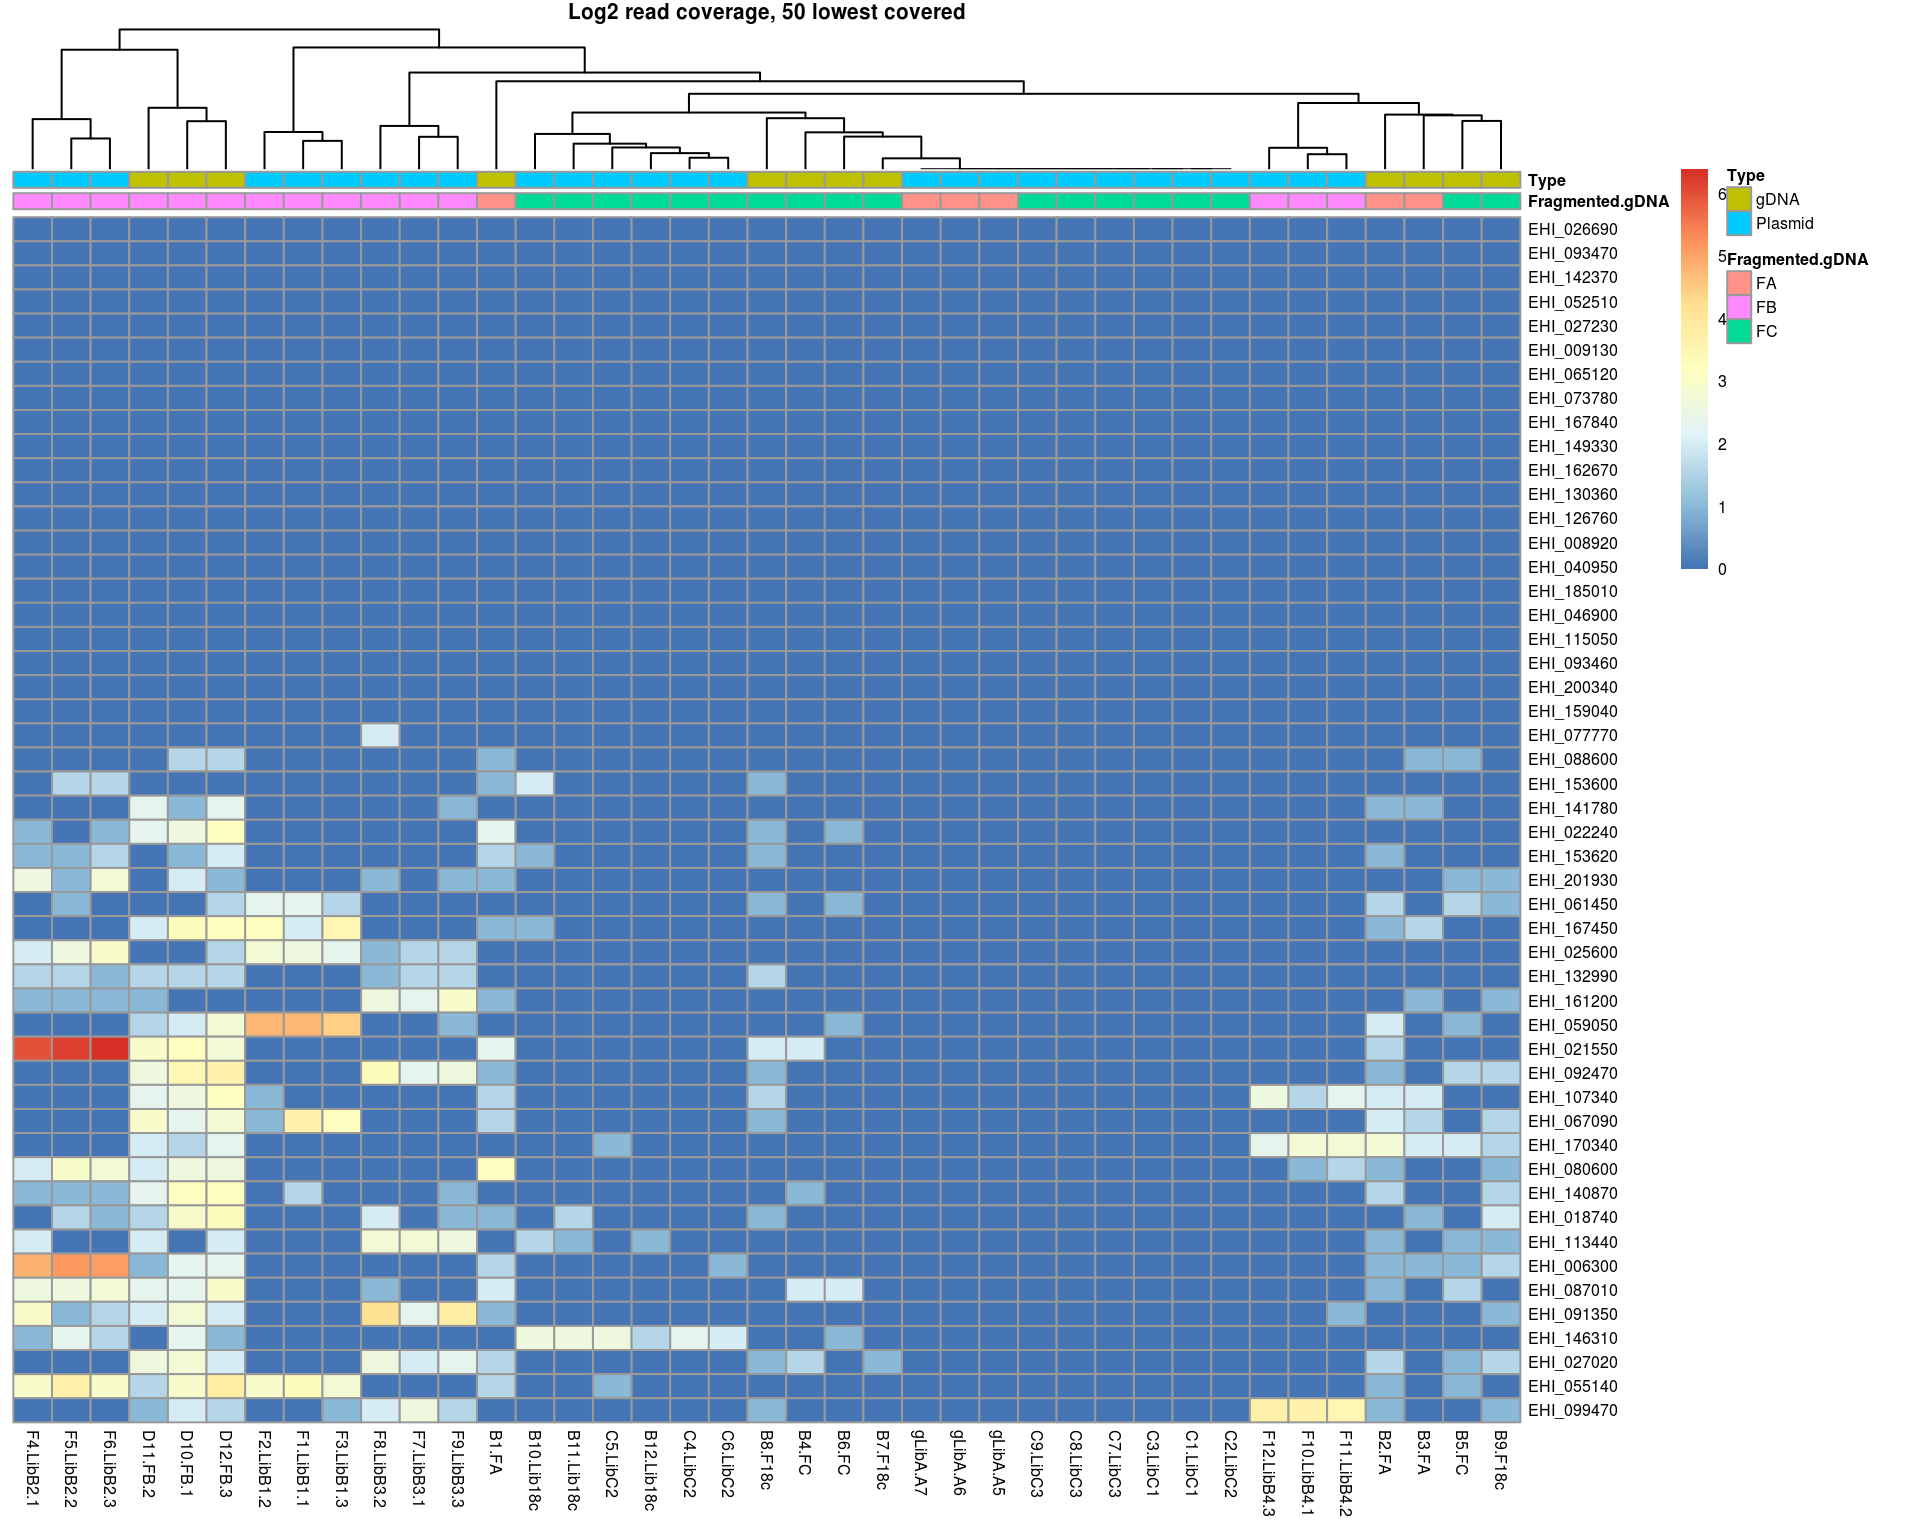 Log2 read coverage, 50 lowest covered
Type
Fragmented.gDNA
EHI_026690
EHI_093470
EHI_142370
EHI_052510
EHI_027230
EHI_009130
EHI_065120
EHI_073780
EHI_167840
EHI_149330
EHI_162670
EHI_130360
EHI_126760
EHI_008920
EHI_040950
EHI_185010
EHI_046900
EHI_115050
EHI_093460
EHI_200340
EHI_159040
EHI_077770
EHI_088600
EHI_153600
EHI_141780
EHI_022240
EHI_153620
EHI_201930
EHI_061450
EHI_167450
EHI_025600
EHI_132990
EHI_161200
EHI_059050
EHI_021550
EHI_092470
EHI_107340
EHI_067090
EHI_170340
EHI_080600
EHI_140870
EHI_018740
EHI_113440
EHI_006300
EHI_087010
EHI_091350
EHI_146310
EHI_027020
EHI_055140
EHI_099470
F4.LibB2.1
F5.LibB2.2
F6.LibB2.3
D11.FB.2
D10.FB.1
D12.FB.3
F2.LibB1.2
F1.LibB1.1
F3.LibB1.3
F8.LibB3.2
F7.LibB3.1
F9.LibB3.3
B1.FA
B10.Lib18c
B11.Lib18c
C5.LibC2
B12.Lib18c
C4.LibC2
C6.LibC2
B8.F18c
B4.FC
B6.FC
B7.F18c
gLibA.A7
gLibA.A6
gLibA.A5
C9.LibC3
C8.LibC3
C7.LibC3
C3.LibC1
C1.LibC1
C2.LibC2
F12.LibB4.3
F10.LibB4.1
F11.LibB4.2
B2.FA
B3.FA
B5.FC
B9.F18c
6
5
4
3
2
1
0
Type
gDNA
Plasmid
Fragmented.gDNA
FA
FB
FC